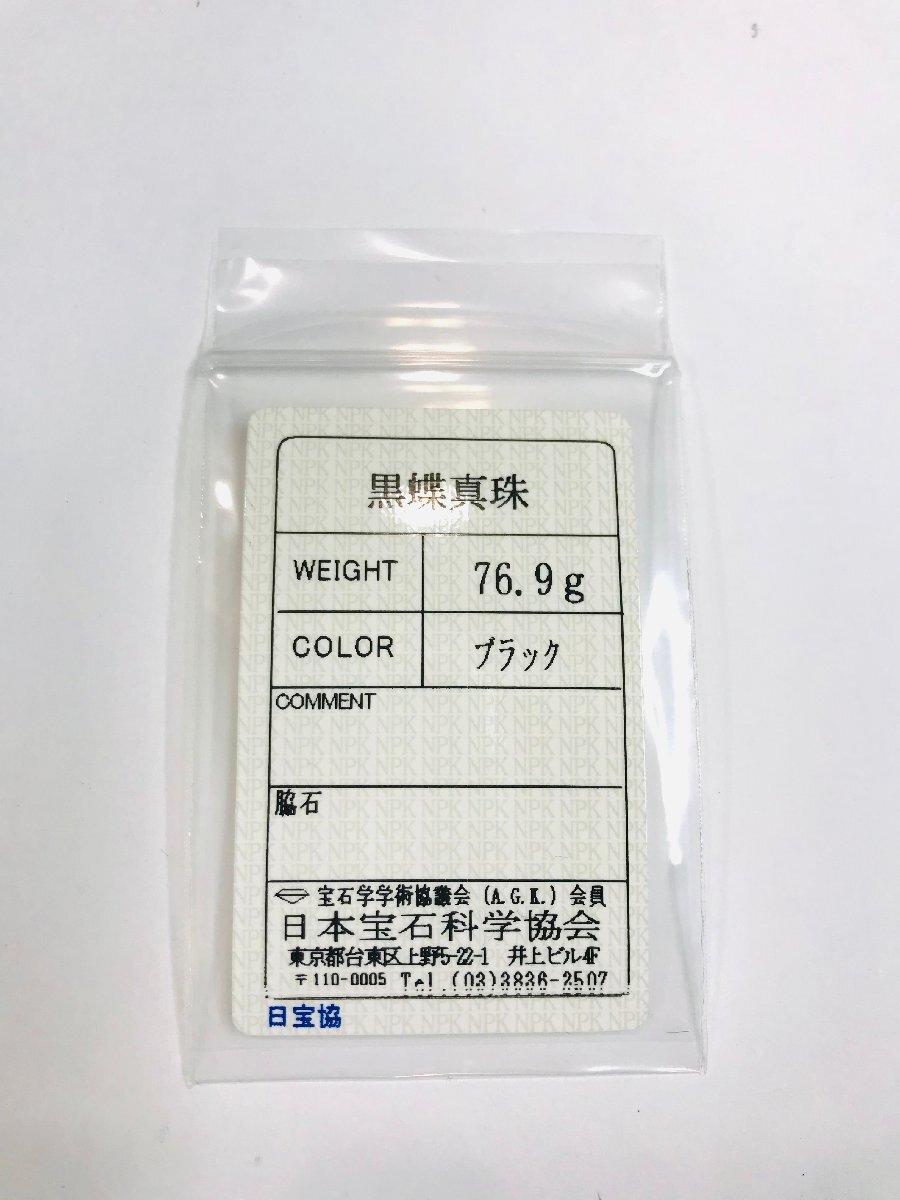 黒蝶真珠
WEIGHT 76.9g
COLOR ブラック
COMMENT
脇石
宝石学学術協議会 (A.G.K.) 会員
日本宝石科学協会
東京都台東区上野5-22-1 井上ビル4F
〒110-0005 Tel.(03)3836-2507
日宝協